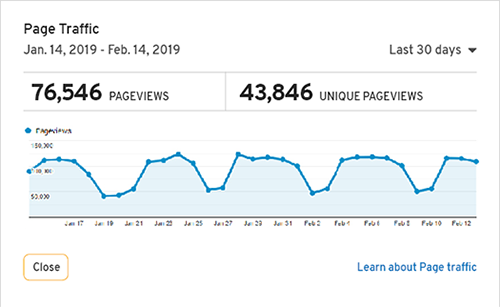 Page Traffic
Jan. 14, 2019 - Feb. 14, 2019
Last 30 days
76,546 PAGEVIEWS
43,846 UNIQUE PAGEVIEWS
Pageviews
150,000
100,000
50,000
Jan 17 Jan 19 Jan 21 Jan 23 Jan 25 Jan 27 Jan 29 Jan 31 Feb 2 Feb 4 Feb 6 Feb 8 Feb 10 Feb 12
Close
Learn about Page traffic